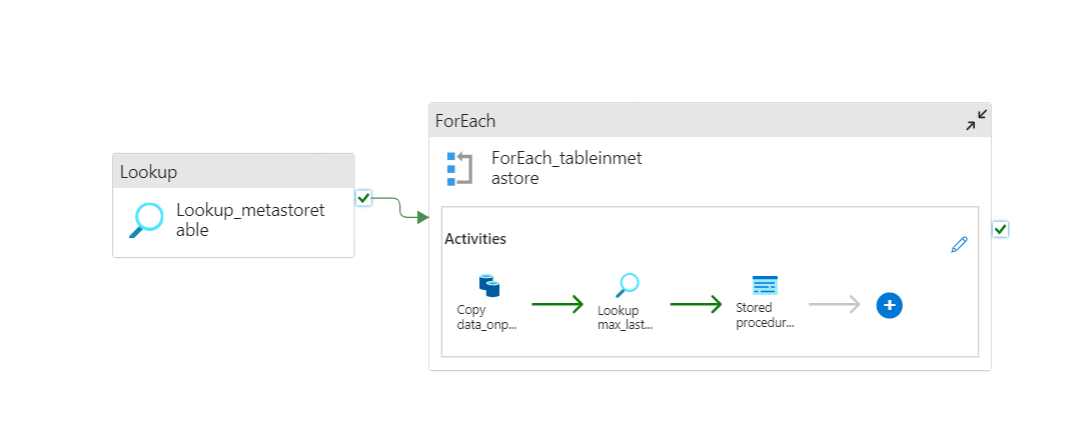 Lookup
Lookup_metastoret
able
ForEach
ForEach_tableinmet
astore
Activities
Copy
data_onp...
Lookup
max_last...
Stored
procedur...